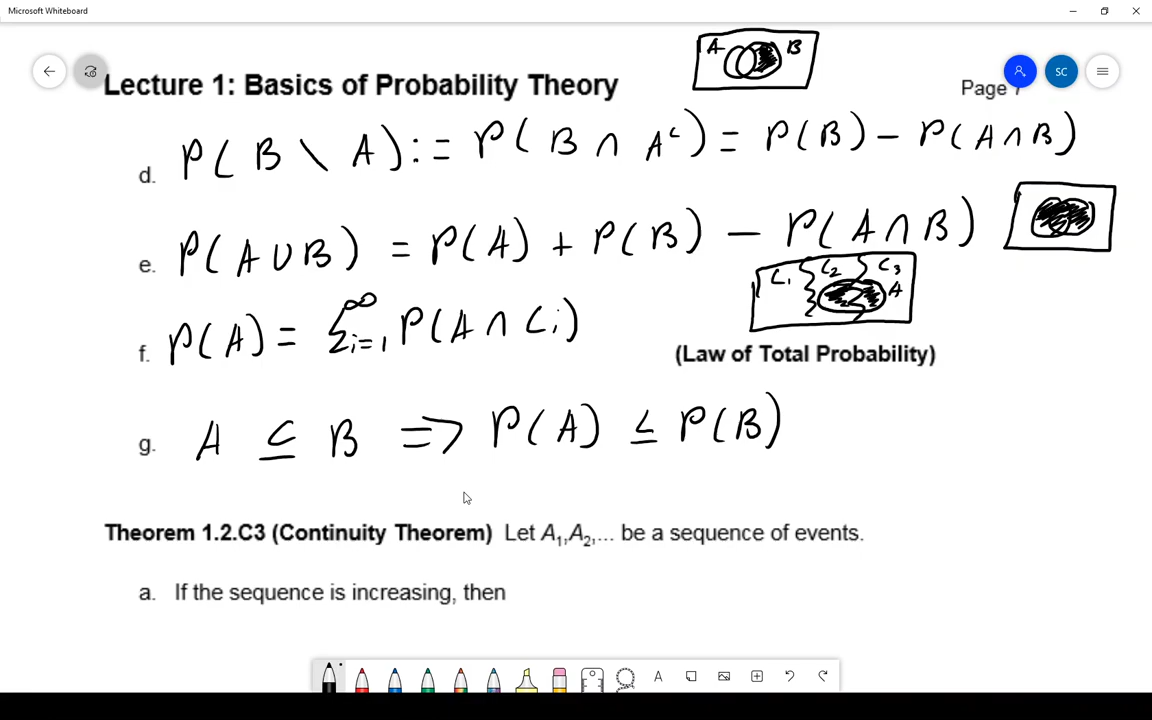 Microsoft Whiteboard
A B
SC
Lecture 1: Basics of Probability Theory
Page 7
d. P(B \ A) := P(B ∩ Aᶜ) = P(B) − P(A ∩ B)
e. P(A ∪ B) = P(A) + P(B) − P(A ∩ B)
C₁ C₂ C₃ A
f. P(A) = Σᵢ₌₁^∞ P(A ∩ Cᵢ)
(Law of Total Probability)
g. A ⊆ B ⇒ P(A) ≤ P(B)
Theorem 1.2.C3 (Continuity Theorem) Let A₁,A₂,... be a sequence of events.
a. If the sequence is increasing, then
A